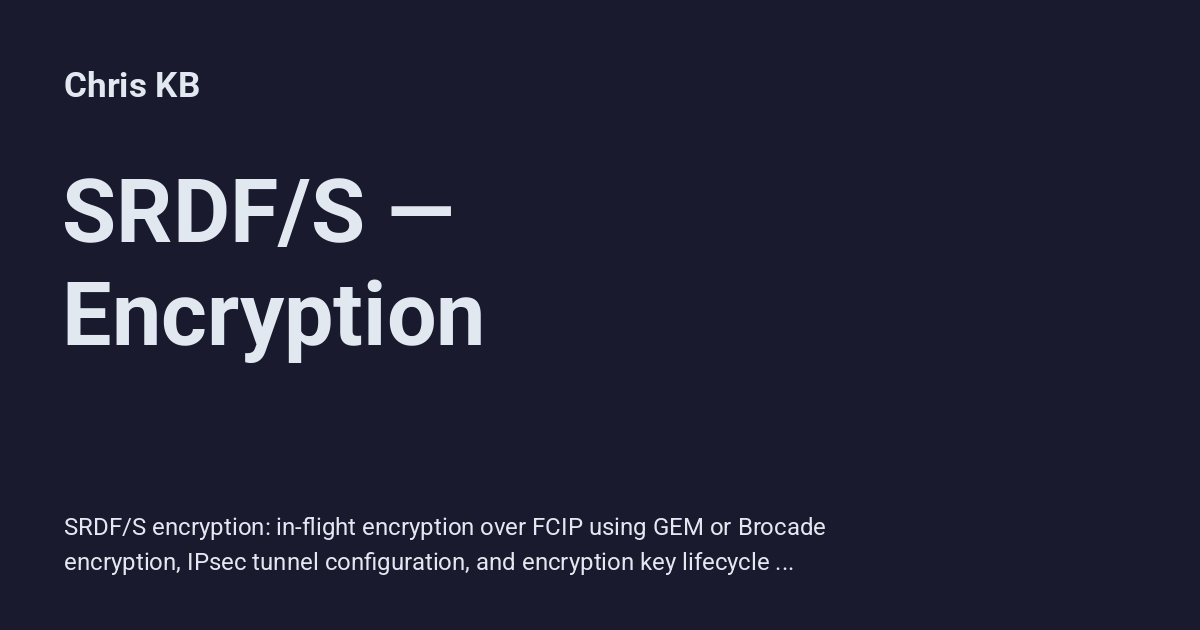 Chris KB
SRDF/S —
Encryption
SRDF/S encryption: in-flight encryption over FCIP using GEM or Brocade
encryption, IPsec tunnel configuration, and encryption key lifecycle ...